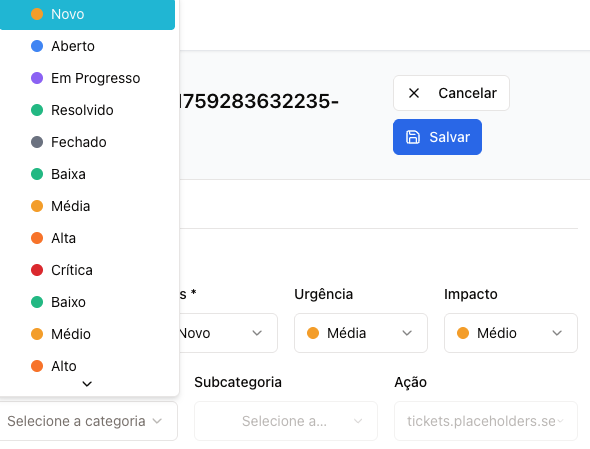 Novo
Aberto
Em Progresso
Resolvido
Fechado
Baixa
Média
Alta
Crítica
Baixo
Médio
Alto
1759283632235-
Cancelar
Salvar
s *
Urgência
Impacto
Novo
Média
Médio
Subcategoria
Ação
Selecione a categoria
Selecione a...
tickets.placeholders.se